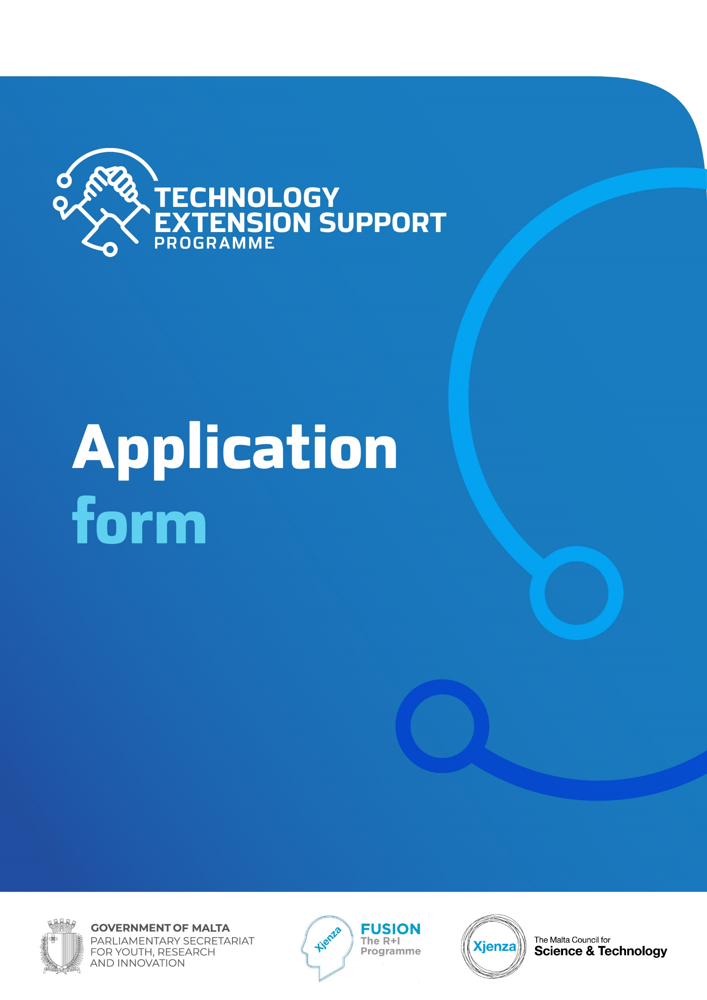 TECHNOLOGY
EXTENSION SUPPORT
PROGRAMME
Application
form
GOVERNMENT OF MALTA
PARLIAMENTARY SECRETARIAT
FOR YOUTH, RESEARCH
AND INNOVATION
Xjenza
FUSION
The R+I
Programme
Xjenza
The Malta Council for
Science & Technology